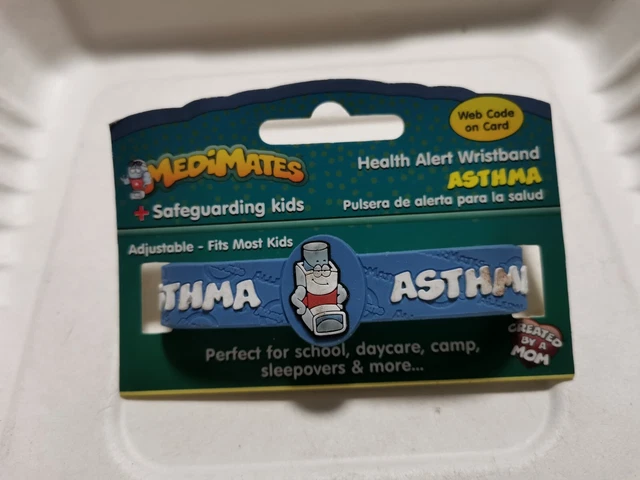 Web Code
on Card
MEDiMATES
Health Alert Wristband
ASTHMA
+ Safeguarding kids
Pulsera de alerta para la salud
Adjustable - Fits Most Kids
THMA
ASTHM
CREATED
BY A
MOM
Perfect for school, daycare, camp,
sleepovers & more...